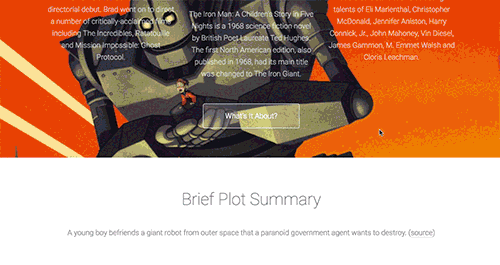 directorial debut, Brad went on to direct
a number of critically-acclaimed films
including The Incredibles, Ratatouille
and Mission Impossible: Ghost
Protocol.
The Iron Man: A Children's Story in Five
Nights is a 1968 science fiction novel
by British Poet Laureate Ted Hughes.
The first North American edition, also
published in 1968, had its main title
was changed to The Iron Giant.
talents of Eli Marienthal, Christopher
McDonald, Jennifer Aniston, Harry
Connick, Jr., John Mahoney, Vin Diesel,
James Gammon, M. Emmet Walsh and
Cloris Leachman.
What's It About?
Brief Plot Summary
A young boy befriends a giant robot from outer space that a paranoid government agent wants to destroy. (source)